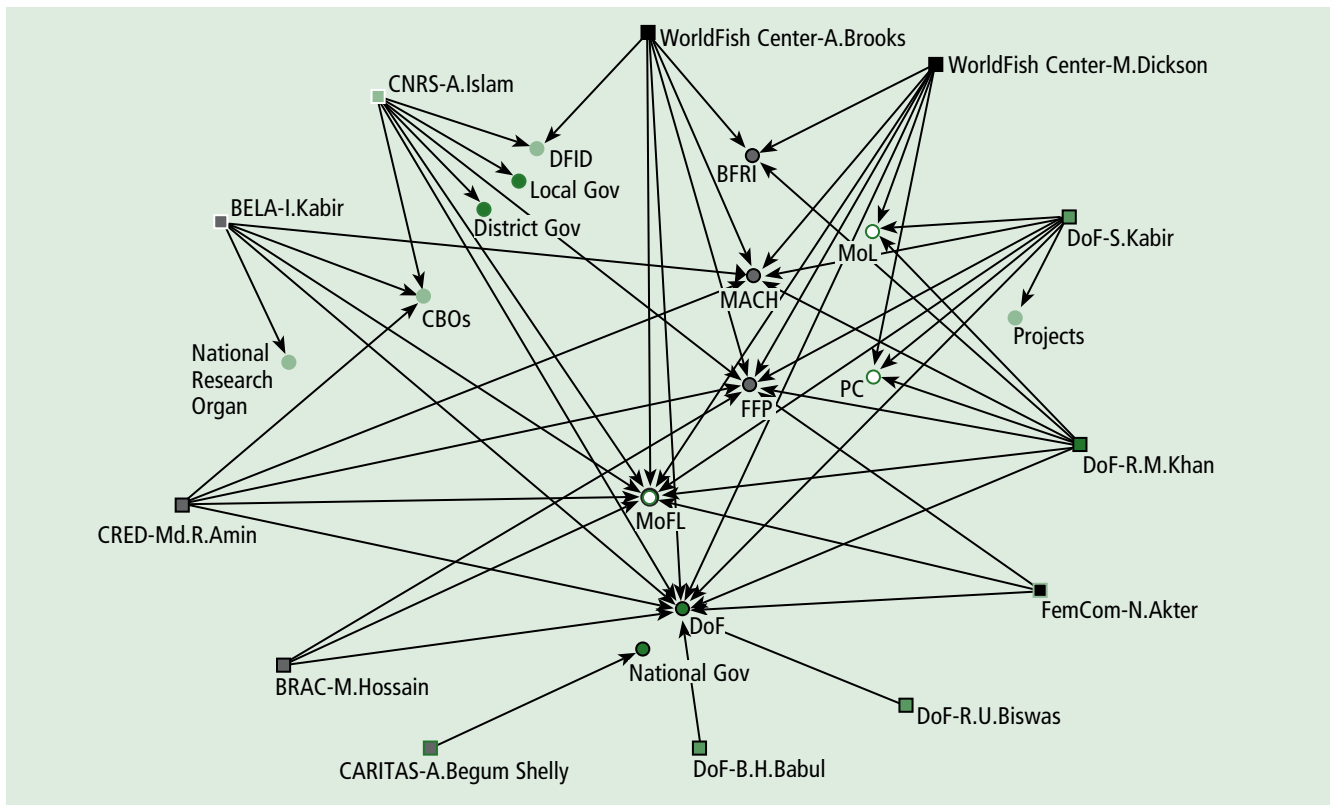 WorldFish Center-A.Brooks
WorldFish Center-M.Dickson
CNRS-A.Islam
DFID
BFRI
Local Gov
BELA-I.Kabir
District Gov
DoF-S.Kabir
MoL
MACH
CBOs
Projects
National
Research
Organ
PC
FFP
DoF-R.M.Khan
MoFL
CRED-Md.R.Amin
FemCom-N.Akter
DoF
National Gov
BRAC-M.Hossain
DoF-R.U.Biswas
CARITAS-A.Begum Shelly
DoF-B.H.Babul